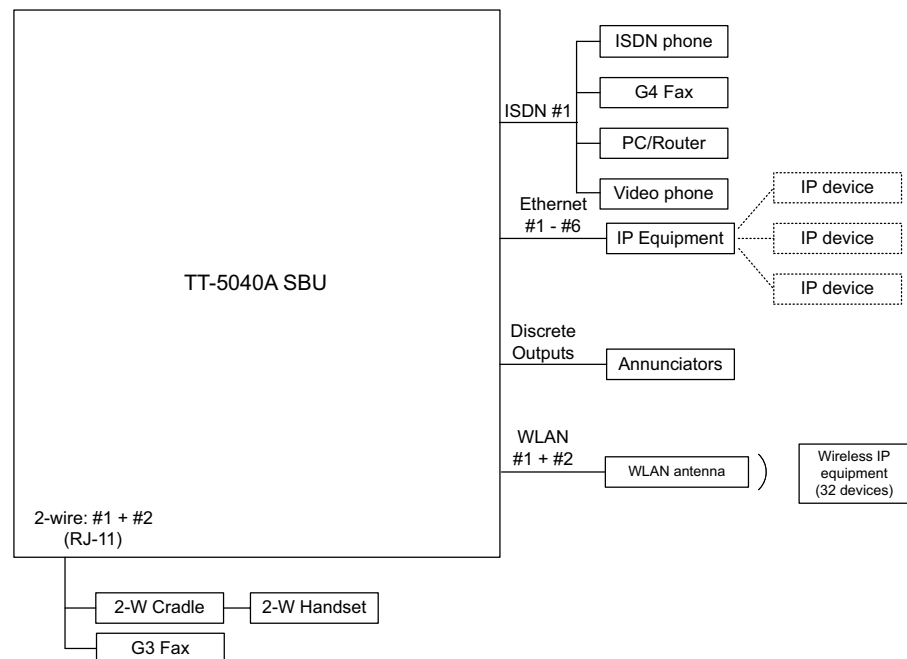 ISDN phone
G4 Fax
ISDN #1
PC/Router
Video phone
Ethernet
#1 - #6
IP Equipment
IP device
IP device
IP device
TT-5040A SBU
Discrete
Outputs
Annunciators
WLAN
#1 + #2
WLAN antenna
Wireless IP
equipment
(32 devices)
2-wire: #1 + #2
(RJ-11)
2-W Cradle
2-W Handset
G3 Fax